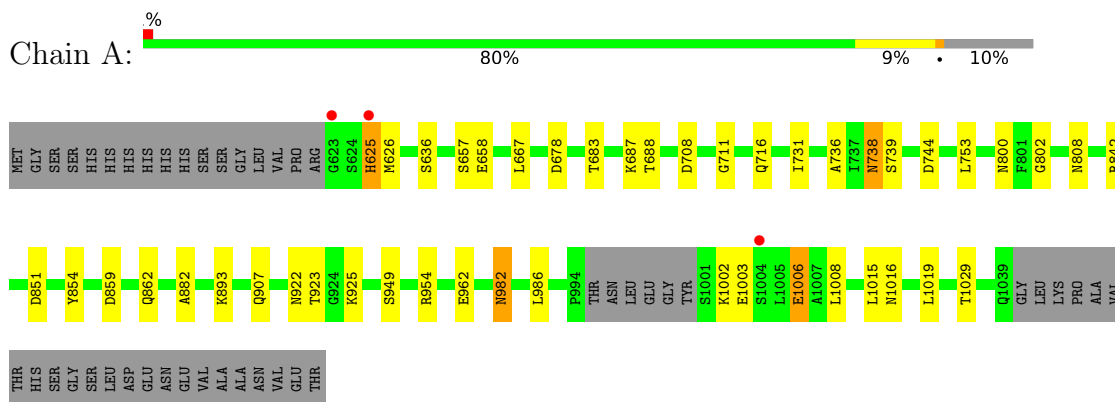 .%
Chain A:
80% 9% • 10%
MET GLY SER SER HIS HIS HIS HIS HIS HIS SER SER GLY LEU VAL PRO ARG G623 S624 H625 M626 S636 S657 E658 L667 D678 T683 K687 T688 D708 G711 Q716 I731 A736 I737 N738 S739 D744 L753 N800 F801 G802 N808
D851 Y854 D859 Q862 A882 K893 Q907 N922 T923 G924 K925 S949 R954 E962 N982 L986 P994 THR ASN LEU GLU GLY TYR S1001 K1002 E1003 S1004 L1005 E1006 A1007 L1008 L1015 N1016 L1019 T1029 Q1039 GLY LEU LYS PRO ALA VAL
THR HIS SER GLY SER LEU ASP GLU ASN GLU VAL ALA ALA ASN VAL GLU THR